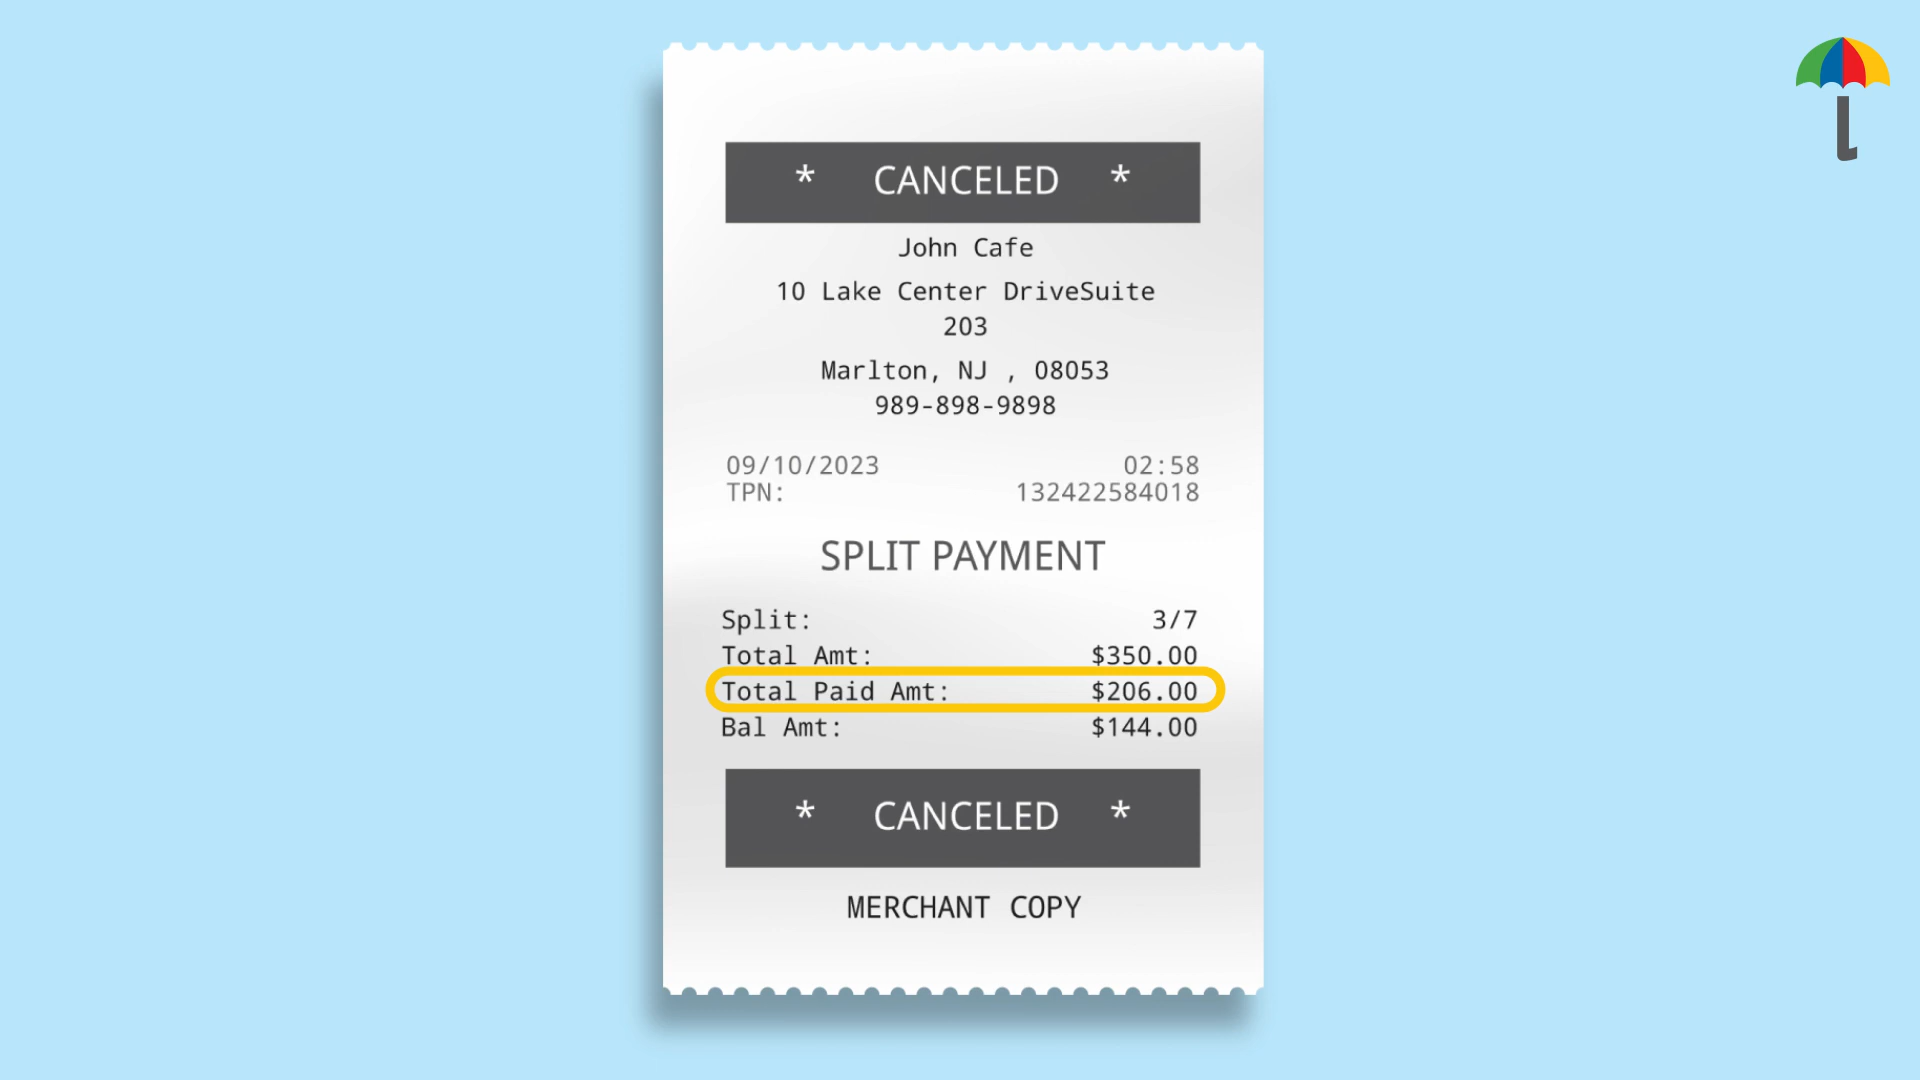 * CANCELED *
John Cafe
10 Lake Center DriveSuite
203
Marlton, NJ , 08053
989-898-9898
09/10/2023 02:58
TPN: 132422584018
SPLIT PAYMENT
Split: 3/7
Total Amt: $350.00
Total Paid Amt: $206.00
Bal Amt: $144.00
* CANCELED *
MERCHANT COPY